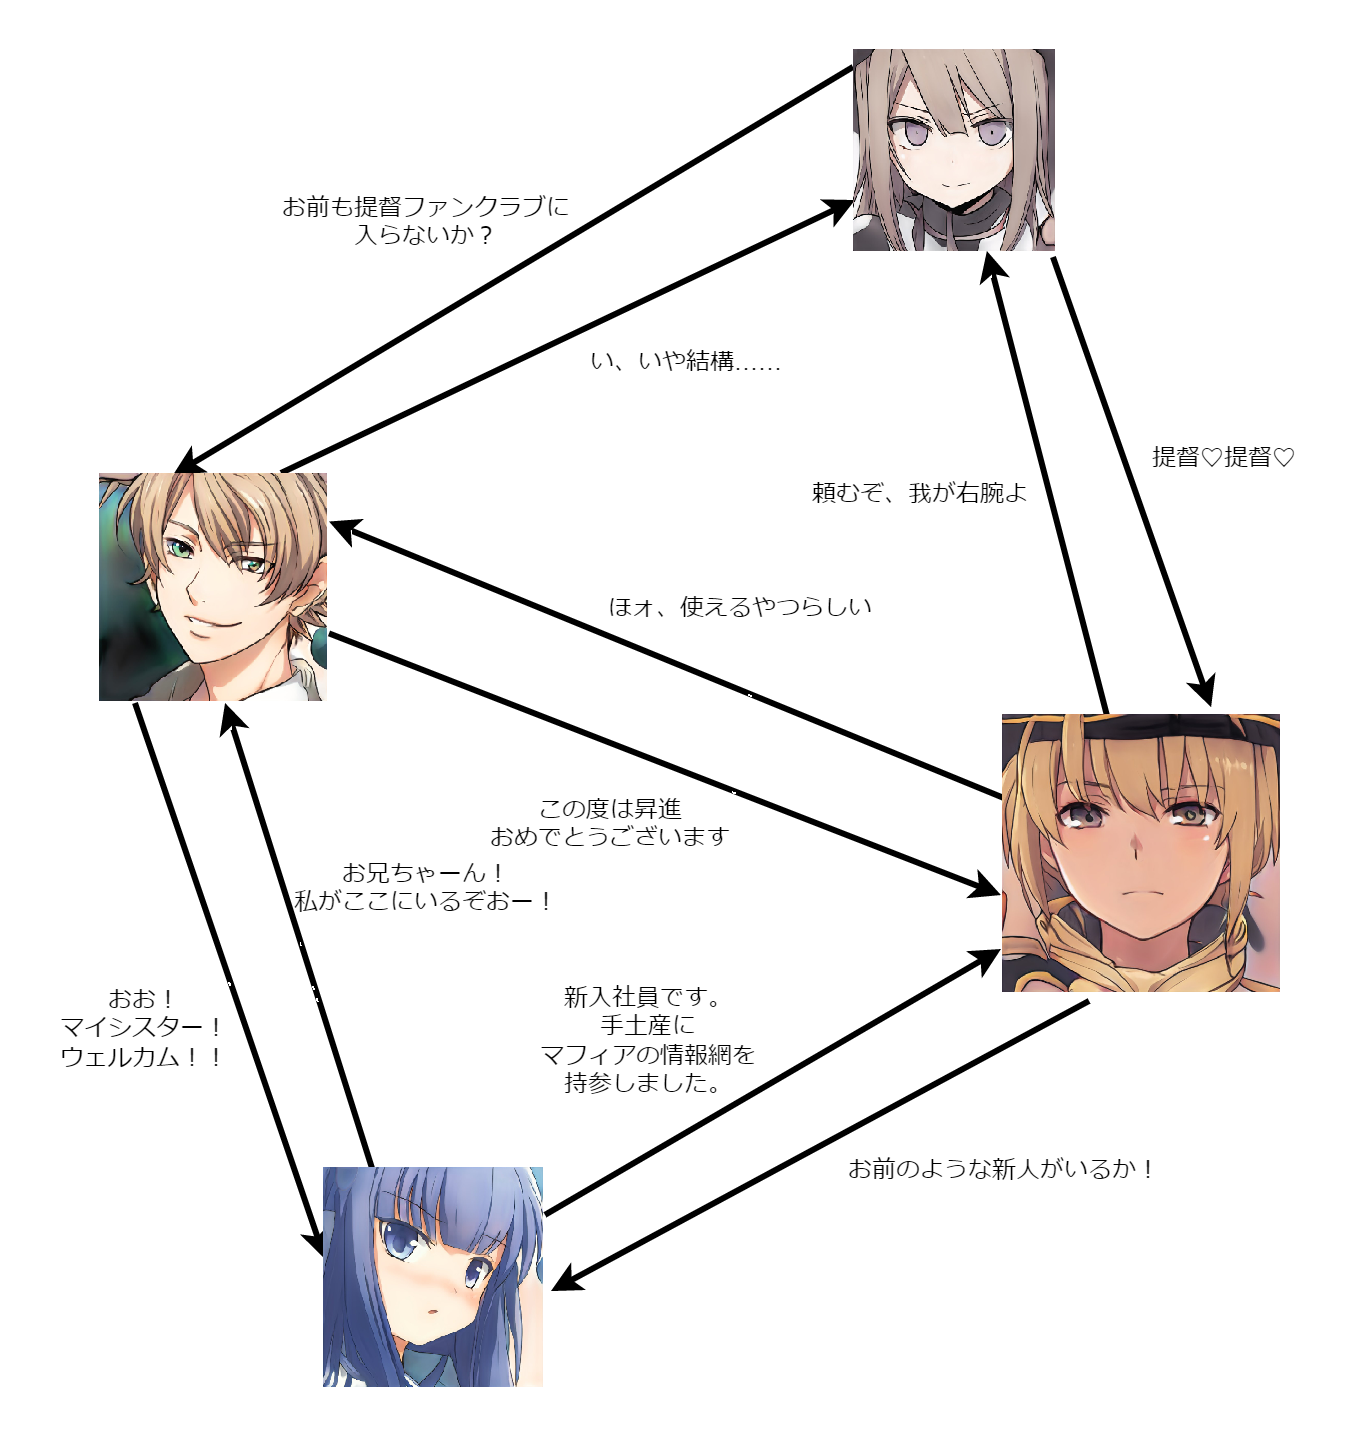 お前も提督ファンクラブに
入らないか？
い、いや結構……
提督♡提督♡
頼むぞ、我が右腕よ
ほォ、使えるやつらしい
この度は昇進
おめでとうございます
お兄ちゃーん！
私がここにいるぞおー！
おお！
マイシスター！
ウェルカム！！
新入社員です。
手土産に
マフィアの情報網を
持参しました。
お前のような新人がいるか！